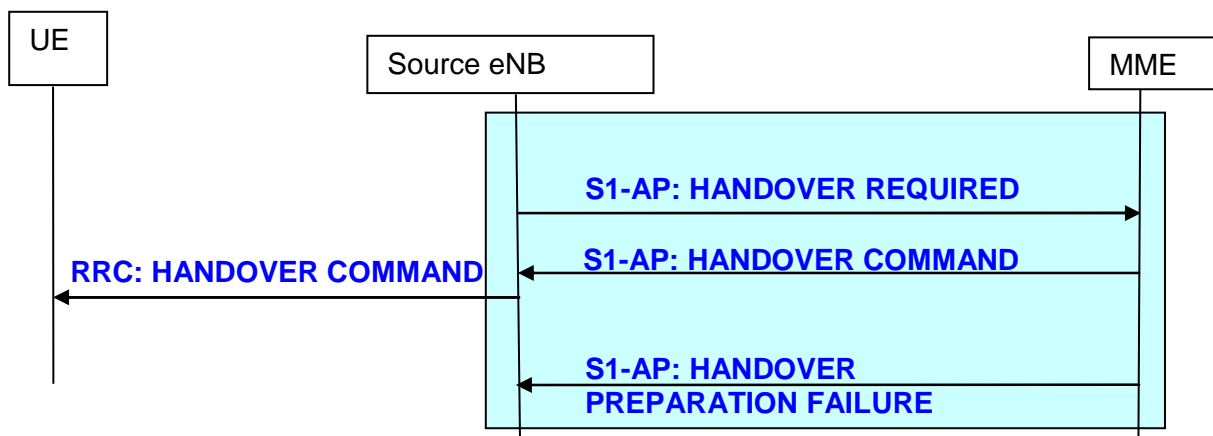 UE
Source eNB
MME
S1-AP: HANDOVER REQUIRED
S1-AP: HANDOVER COMMAND
RRC: HANDOVER COMMAND
S1-AP: HANDOVER
PREPARATION FAILURE